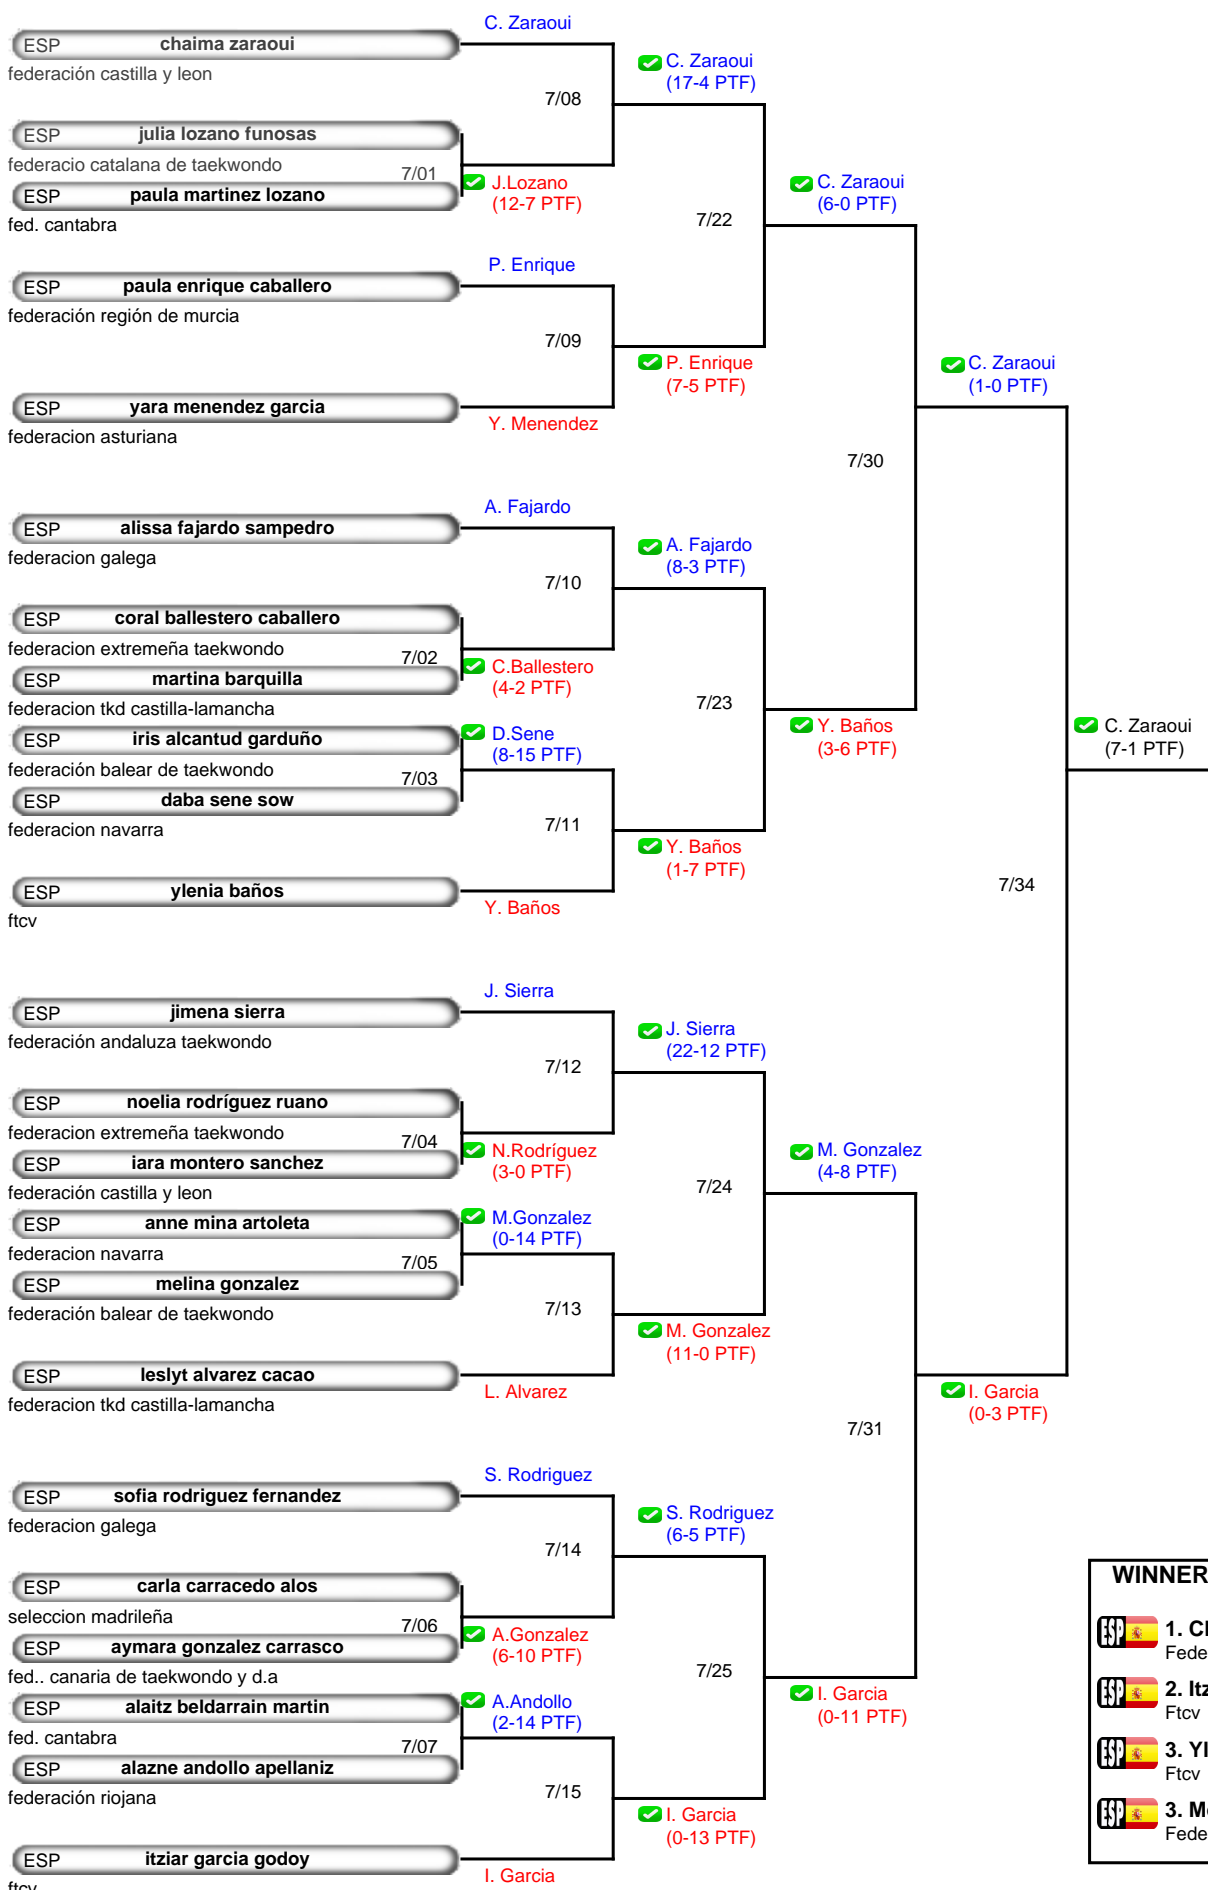 C. Zaraoui
ESP chaima zaraoui
federación castilla y leon
C. Zaraoui
(17-4 PTF)
7/08
ESP julia lozano funosas
federacio catalana de taekwondo
7/01
J.Lozano
(12-7 PTF)
ESP paula martinez lozano
fed. cantabra
C. Zaraoui
(6-0 PTF)
7/22
P. Enrique
ESP paula enrique caballero
federación región de murcia
7/09
P. Enrique
(7-5 PTF)
C. Zaraoui
(1-0 PTF)
ESP yara menendez garcia
Y. Menendez
federacion asturiana
7/30
A. Fajardo
ESP alissa fajardo sampedro
federacion galega
A. Fajardo
(8-3 PTF)
7/10
ESP coral ballestero caballero
federacion extremeña taekwondo
7/02
C.Ballestero
(4-2 PTF)
ESP martina barquilla
federacion tkd castilla-lamancha
7/23
Y. Baños
(3-6 PTF)
C. Zaraoui
(7-1 PTF)
ESP iris alcantud garduño
D.Sene
(8-15 PTF)
federación balear de taekwondo
7/03
ESP daba sene sow
federacion navarra
7/11
Y. Baños
(1-7 PTF)
ESP ylenia baños
Y. Baños
ftcv
7/34
J. Sierra
ESP jimena sierra
federación andaluza taekwondo
J. Sierra
(22-12 PTF)
7/12
ESP noelia rodríguez ruano
federacion extremeña taekwondo
7/04
N.Rodríguez
(3-0 PTF)
ESP iara montero sanchez
federación castilla y leon
M. Gonzalez
(4-8 PTF)
7/24
ESP anne mina artoleta
M.Gonzalez
(0-14 PTF)
federacion navarra
7/05
ESP melina gonzalez
federación balear de taekwondo
7/13
M. Gonzalez
(11-0 PTF)
ESP leslyt alvarez cacao
L. Alvarez
federacion tkd castilla-lamancha
I. Garcia
(0-3 PTF)
7/31
S. Rodriguez
ESP sofia rodriguez fernandez
federacion galega
S. Rodriguez
(6-5 PTF)
7/14
ESP carla carracedo alos
seleccion madrileña
7/06
A.Gonzalez
(6-10 PTF)
ESP aymara gonzalez carrasco
fed.. canaria de taekwondo y d.a
7/25
I. Garcia
(0-11 PTF)
ESP alaitz beldarrain martin
A.Andollo
(2-14 PTF)
fed. cantabra
7/07
ESP alazne andollo apellaniz
federación riojana
7/15
I. Garcia
(0-13 PTF)
ESP itziar garcia godoy
I. Garcia
ftcv
WINNER
ESP 1. Cl
Fede
ESP 2. Itz
Ftcv
ESP 3. Yl
Ftcv
ESP 3. Me
Fede